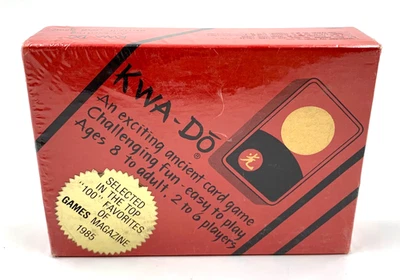 KWA-DŌ®
An exciting ancient card game
Challenging fun-easy to play
Ages 8 to adult, 2 to 6 players.
SELECTED
IN THE TOP
"100" FAVORITES
OF
GAMES MAGAZINE
1985